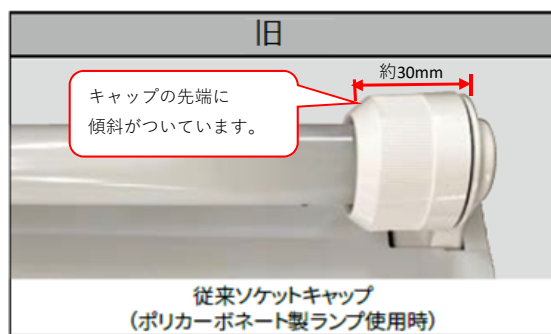 旧
約30mm
キャップの先端に
傾斜がついています。
従来ソケットキャップ
(ポリカーボネート製ランプ使用時)